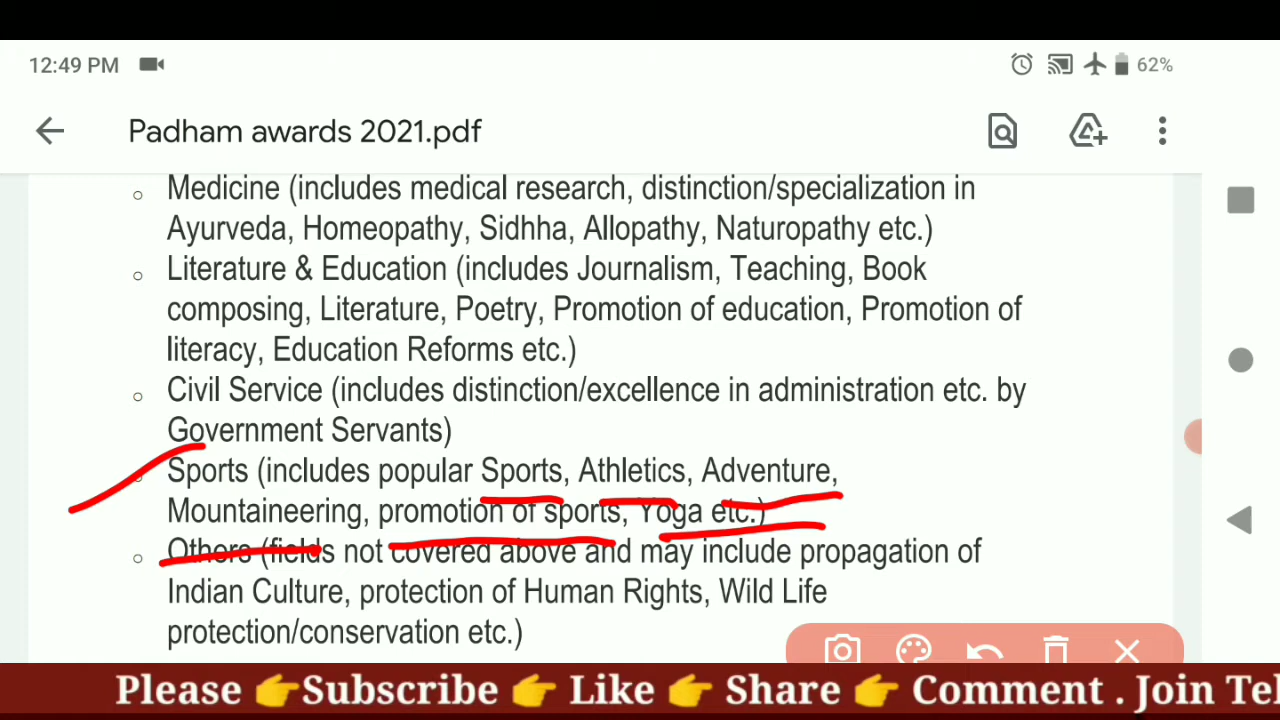 12:49 PM 62%
Padham awards 2021.pdf
Medicine (includes medical research, distinction/specialization in
Ayurveda, Homeopathy, Sidhha, Allopathy, Naturopathy etc.)
Literature & Education (includes Journalism, Teaching, Book
composing, Literature, Poetry, Promotion of education, Promotion of
literacy, Education Reforms etc.)
Civil Service (includes distinction/excellence in administration etc. by
Government Servants)
Sports (includes popular Sports, Athletics, Adventure,
Mountaineering, promotion of sports, Yoga etc.)
Others (fields not covered above and may include propagation of
Indian Culture, protection of Human Rights, Wild Life
protection/conservation etc.)
Please 👉Subscribe 👉 Like 👉 Share 👉 Comment . Join Tel